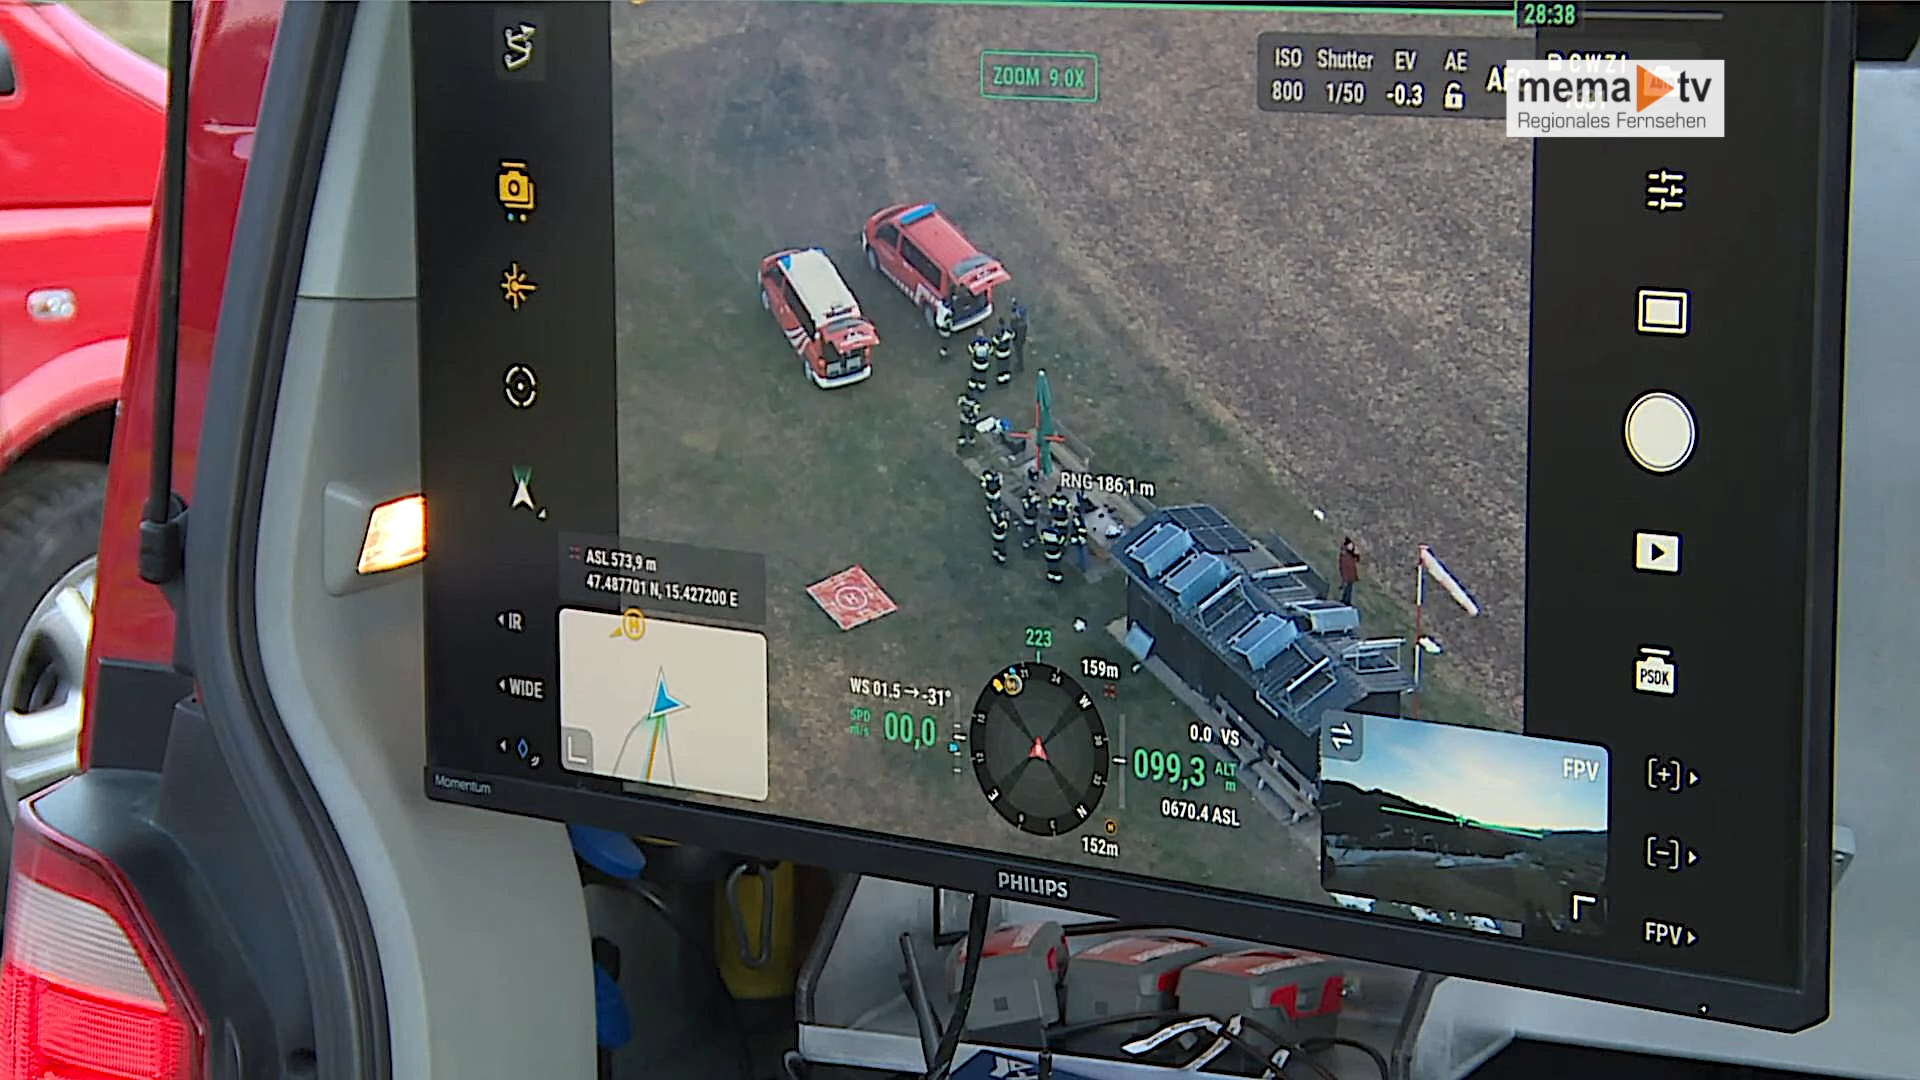 28:38
ZOOM 9.0X
ISO Shutter EV AE
800 1/50 -0.3
mema tv
Regionales Fernsehen
RNG 186,1 m
ASL 573,9 m
47.487701 N, 15.427200 E
IR
WIDE
H
H
PSDK
223
159m
WS 01.5 → -31°
SPD
m/s
00,0
W
E
N
0.0 VS
099,3 ALT
m
0670.4 ASL
152m
FPV
FPV
Momentum
PHILIPS